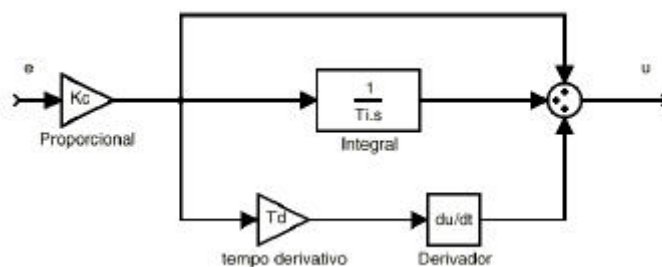 e
u
Kc
Proporcional
1
Ti.s
Integral
Td
tempo derivativo
du/dt
Derivador